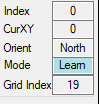 Index 0
CurXY 0
Orient North
Mode Learn
Grid Index 19